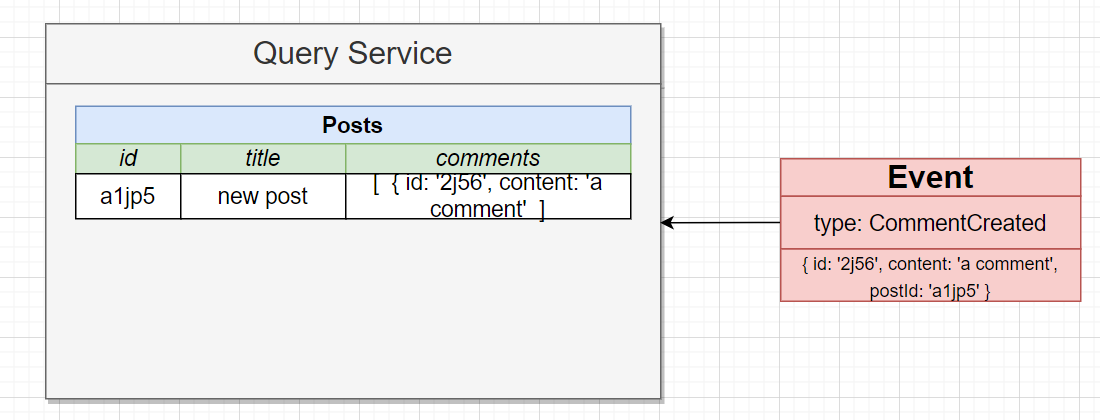 Query Service
Posts
id title comments
a1jp5 new post [ { id: '2j56', content: 'a
comment' ]
Event
type: CommentCreated
{ id: '2j56', content: 'a comment',
postId: 'a1jp5' }